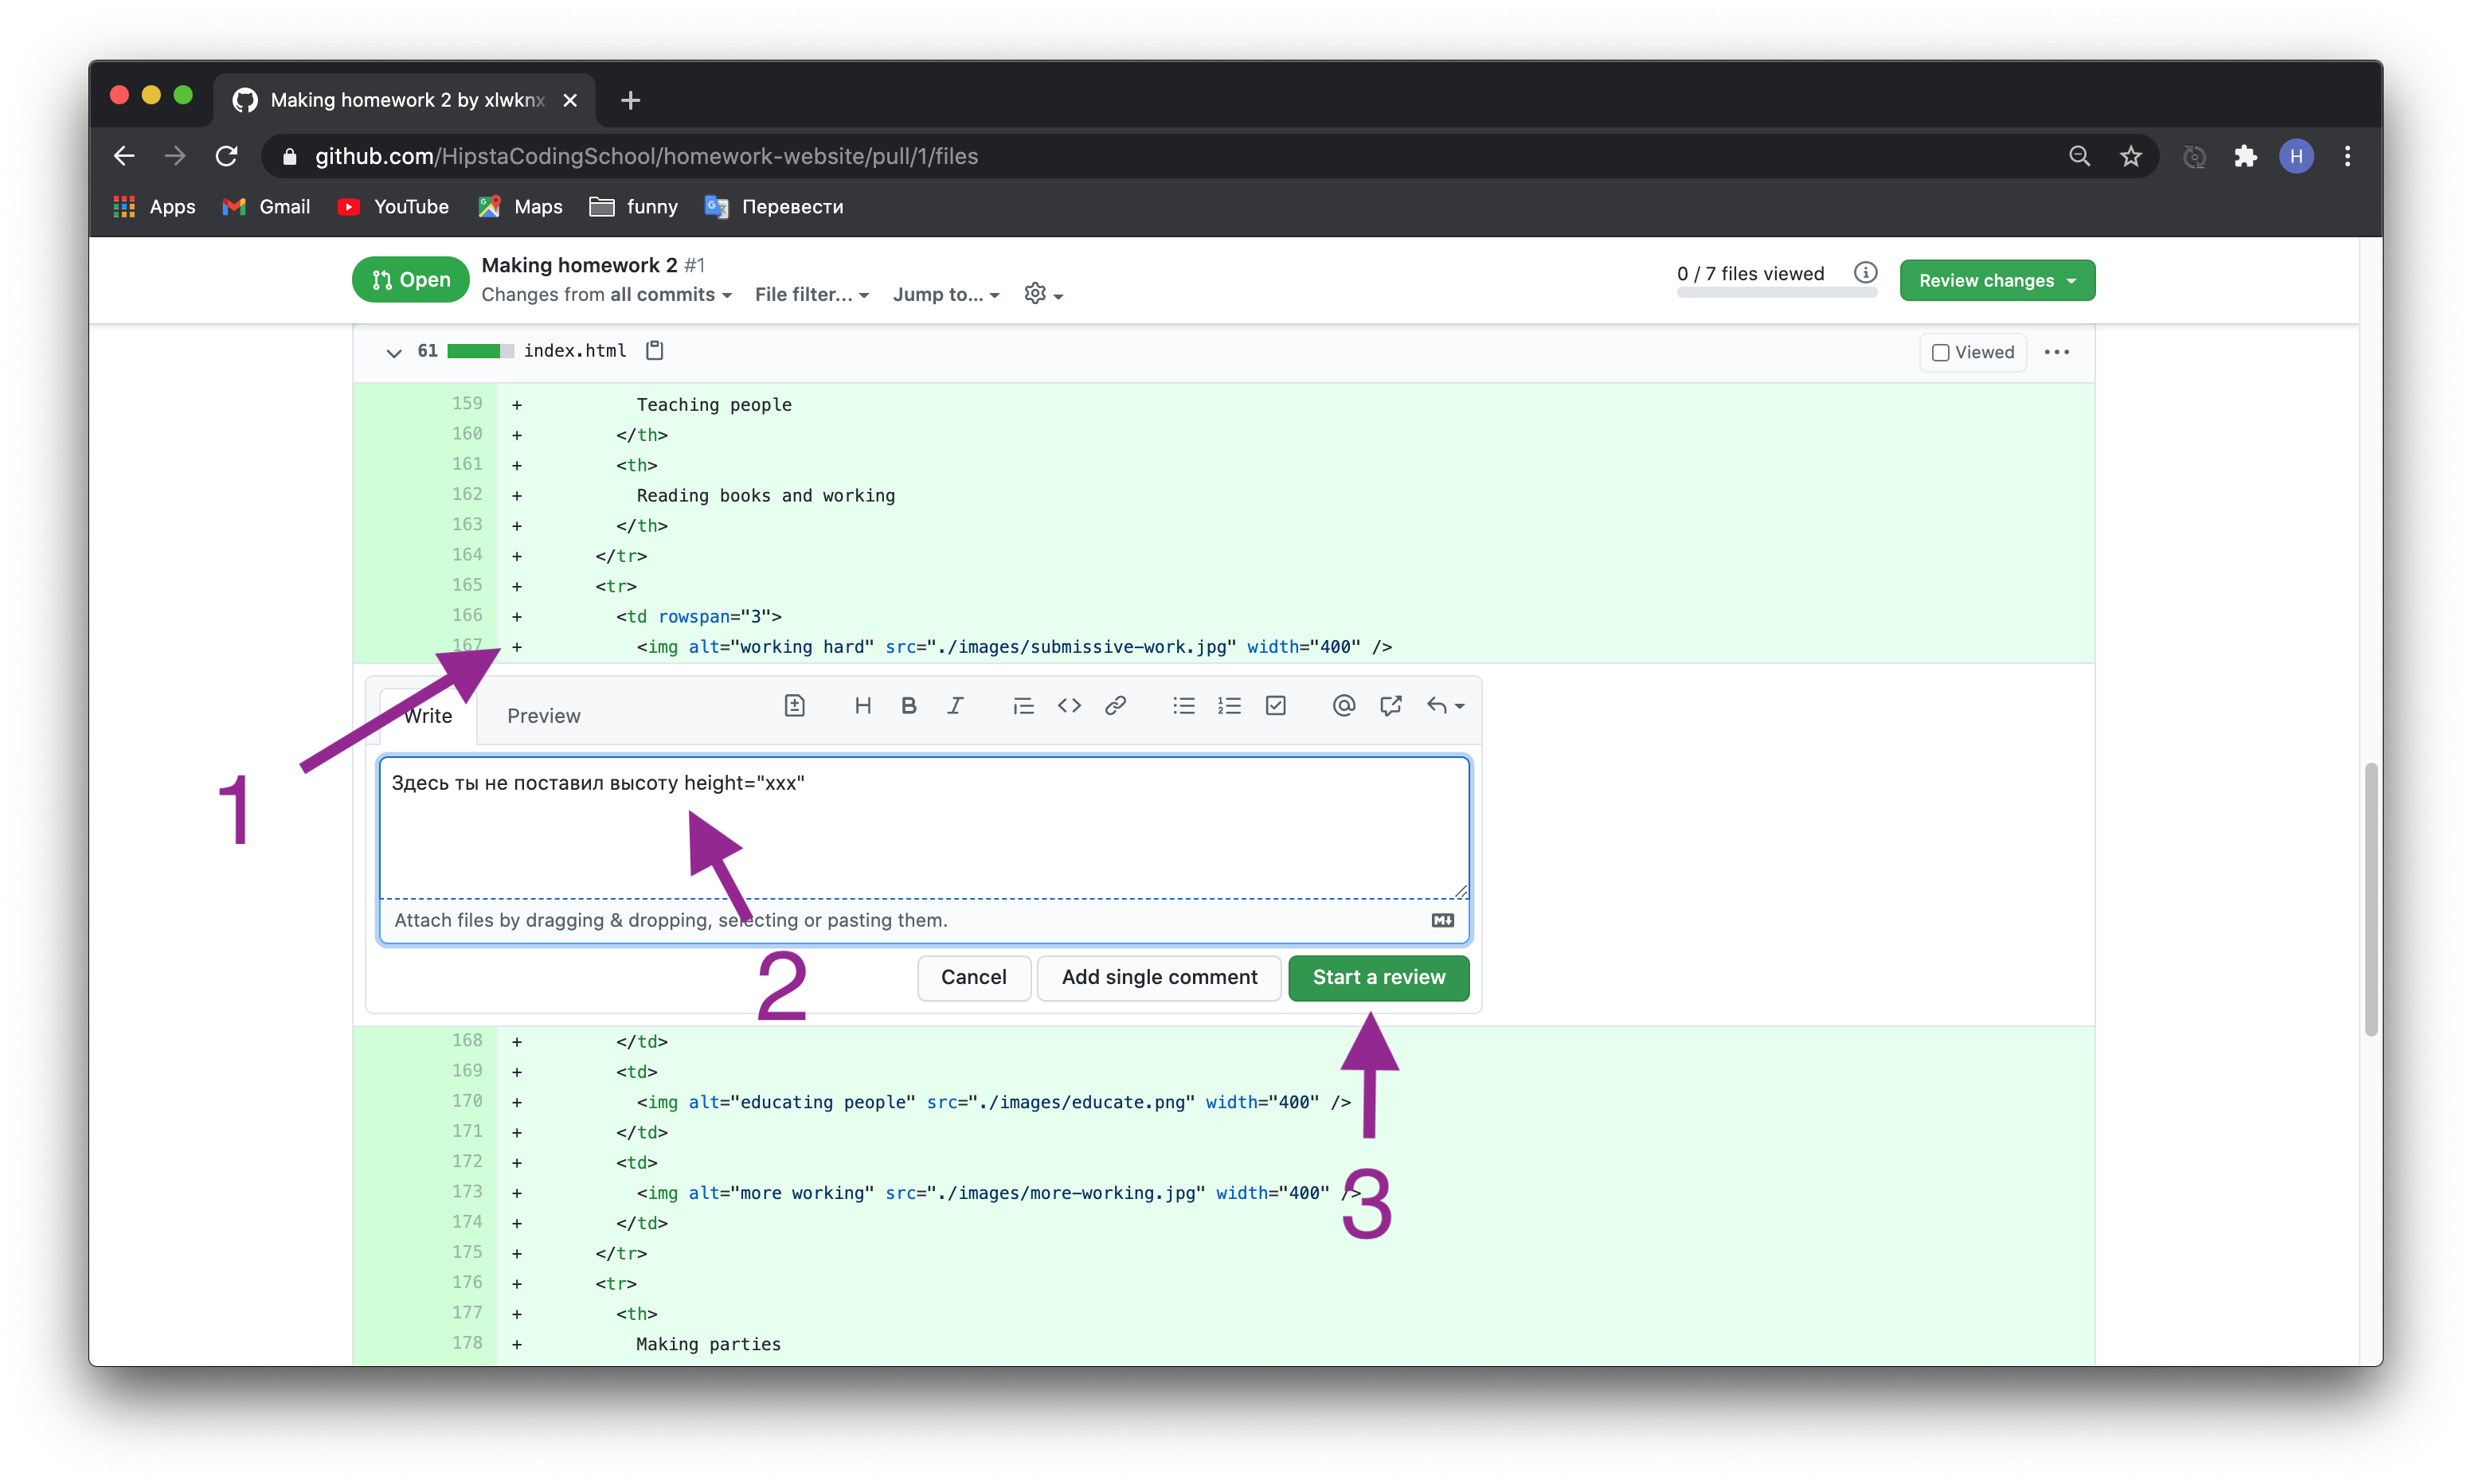 Making homework 2 by xlwknx
github.com/HipstaCodingSchool/homework-website/pull/1/files
H
Apps Gmail YouTube Maps funny Перевести
Open
Making homework 2 #1
Changes from all commits File filter... Jump to...
0 / 7 files viewed
Review changes
61 index.html
Viewed
159 + Teaching people
160 + </th>
161 + <th>
162 + Reading books and working
163 + </th>
164 + </tr>
165 + <tr>
166 + <td rowspan="3">
167 + <img alt="working hard" src="./images/submissive-work.jpg" width="400" />
Write Preview
1
Здесь ты не поставил высоту height="xxx"
Attach files by dragging & dropping, selecting or pasting them.
2
Cancel Add single comment Start a review
168 + </td>
169 + <td>
170 + <img alt="educating people" src="./images/educate.png" width="400" />
171 + </td>
172 + <td>
173 + <img alt="more working" src="./images/more-working.jpg" width="400" />
3
174 + </td>
175 + </tr>
176 + <tr>
177 + <th>
178 + Making parties